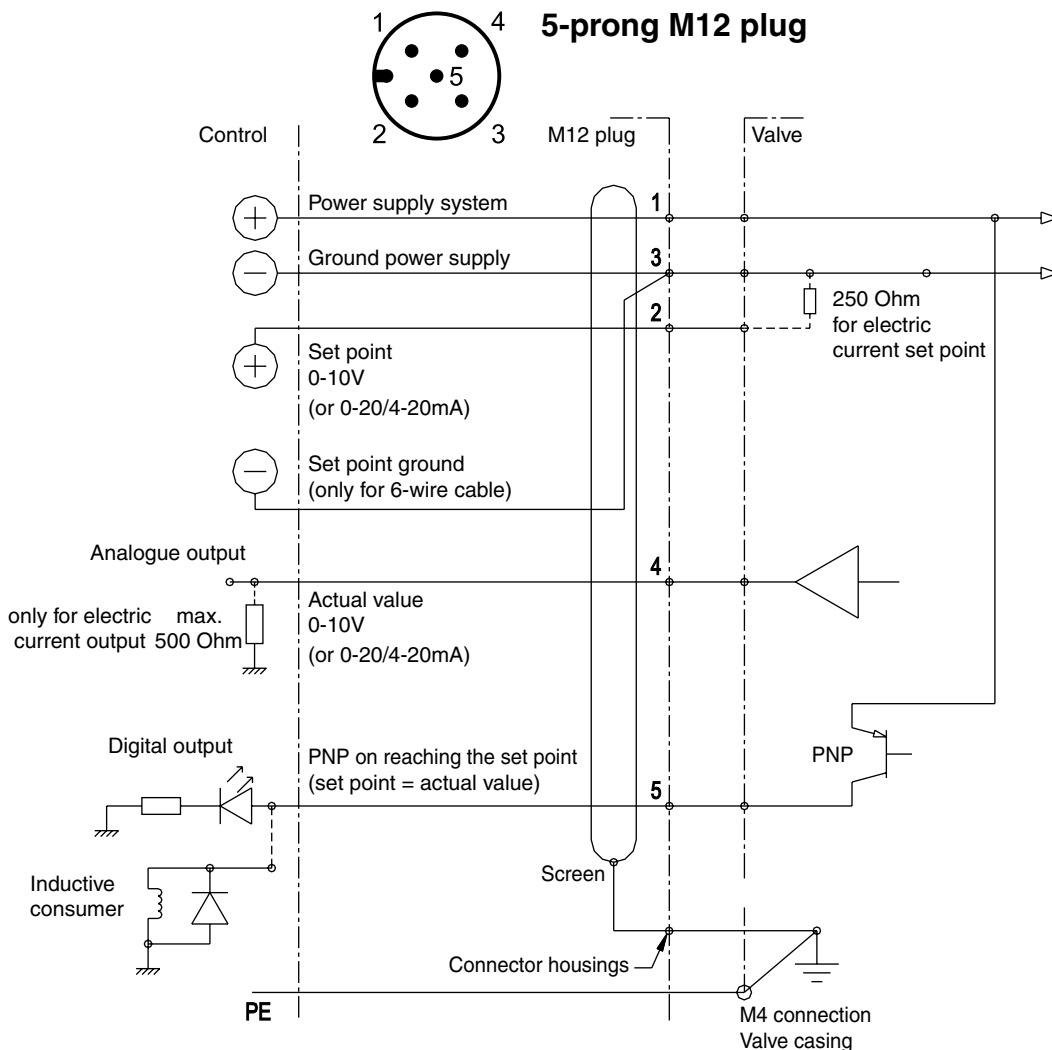 5-prong M12 plug
1
4
5
2
3
Control
M12 plug
Valve
Power supply system
1
Ground power supply
3
2
250 Ohm
for electric
current set point
Set point
0-10V
(or 0-20/4-20mA)
Set point ground
(only for 6-wire cable)
Analogue output
4
only for electric max.
current output 500 Ohm
Actual value
0-10V
(or 0-20/4-20mA)
Digital output
PNP on reaching the set point
(set point = actual value)
PNP
5
Inductive
consumer
Screen
Connector housings
PE
M4 connection
Valve casing